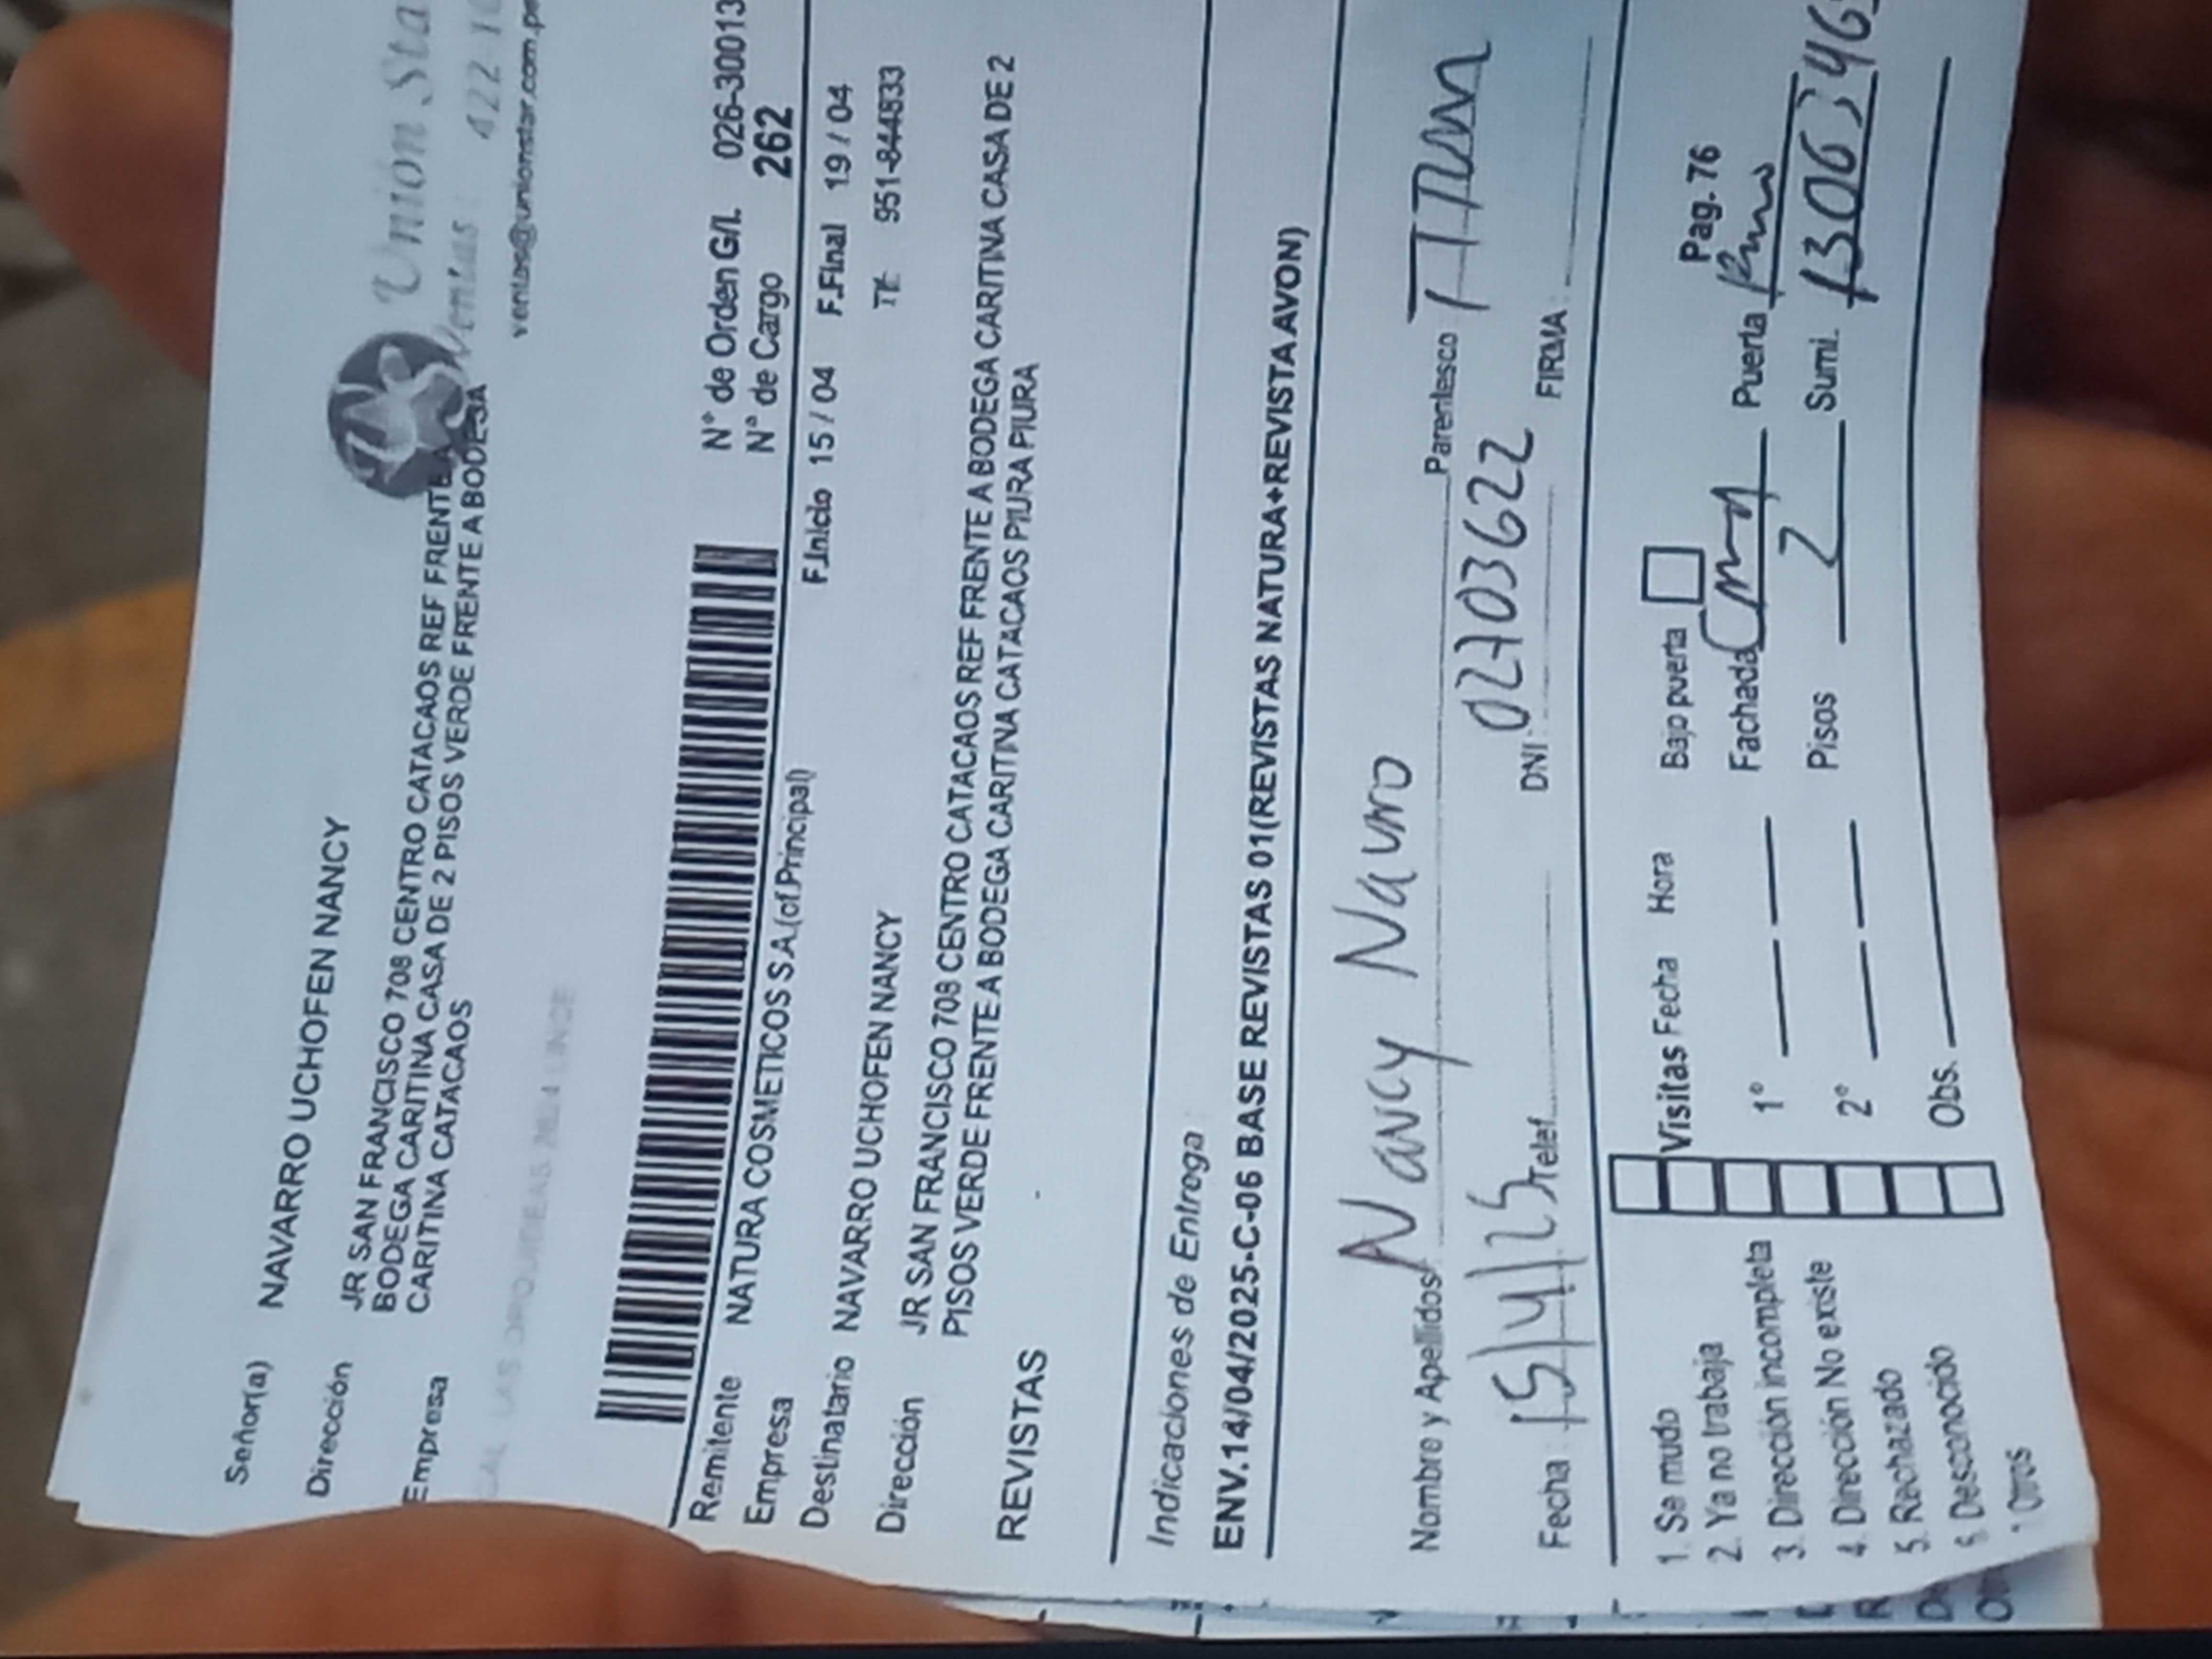 Señor(a) NAVARRO UCHOFEN NANCY
Unión Sta
Ventas: 422 10
ventas@unionstar.com.pe
Dirección JR SAN FRANCISCO 708 CENTRO CATACAOS REF FRENTE A
BODEGA CARITINA CASA DE 2 PISOS VERDE FRENTE A BODEGA
Empresa CARITINA CATACAOS
Remitente
Empresa NATURA COSMETICOS S.A.(of.Principal)
N° de Orden G/L 026-300013
N° de Cargo 262
F.Inicio 15 / 04 F.Final 19 / 04
Destinatario NAVARRO UCHOFEN NANCY
Tlf. 951-844833
Dirección JR SAN FRANCISCO 708 CENTRO CATACAOS REF FRENTE A BODEGA CARITINA CASA DE 2
PISOS VERDE FRENTE A BODEGA CARITINA CATACAOS PIURA PIURA
REVISTAS
Indicaciones de Entrega :
ENV.14/04/2025-C-06 BASE REVISTAS 01(REVISTAS NATURA+REVISTA AVON)
Nombre y Apellidos Nancy Navarro Parentesco TITULAR
Fecha : 15/4/25 Telef. DNI: 02703622 FIRMA :
1. Se mudo
2. Ya no trabaja
3. Dirección incompleta
4. Dirección No existe
5. Rechazado
6. Desconocido
Otros
Visitas Fecha Hora
1°
2°
Obs.
Bajo puerta Pag. 76
Fachada Puerta
Pisos 2 Sumi.